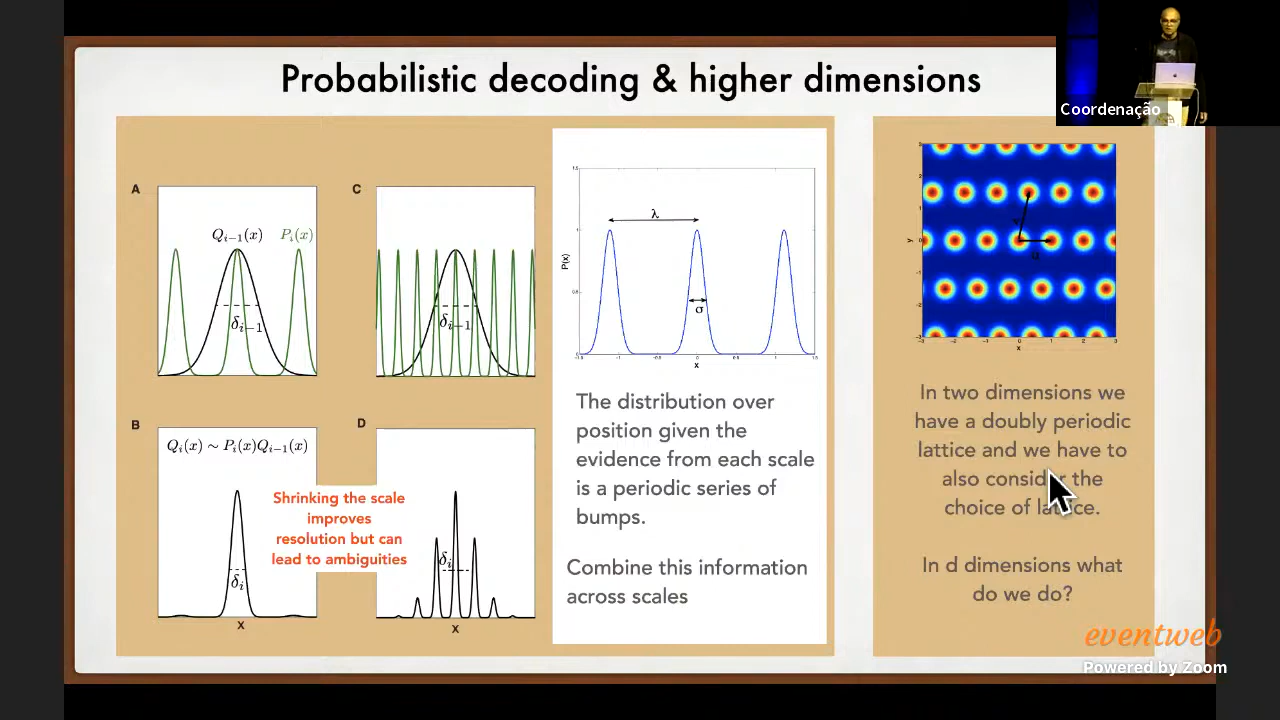 Probabilistic decoding & higher dimensions
Coordenação
A
Q_{i−1}(x) P_i(x)
δ_{i−1}
C
δ_{i−1}
B
Q_i(x) ∼ P_i(x)Q_{i−1}(x)
δ_i
x
D
δ_i
x
Shrinking the scale
improves
resolution but can
lead to ambiguities
λ
σ
P(x)
x
The distribution over
position given the
evidence from each scale
is a periodic series of
bumps.
Combine this information
across scales
y
x
In two dimensions we
have a doubly periodic
lattice and we have to
also consider the
choice of lattice.
In d dimensions what
do we do?
eventweb
Powered by Zoom